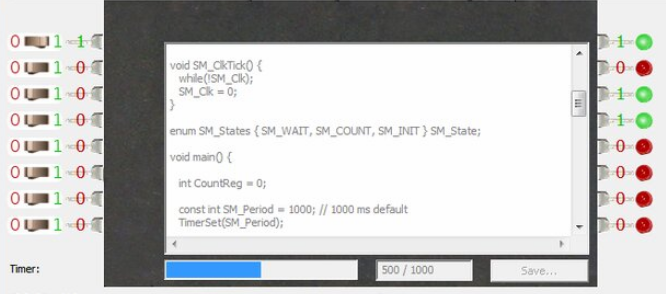 0 1 1
0 1 0
0 1 0
0 1 0
0 1 0
0 1 0
0 1 0
0 1 0
void SM_ClkTick() {
while(!SM_Clk);
SM_Clk = 0;
}
enum SM_States { SM_WAIT, SM_COUNT, SM_INIT } SM_State;
void main() {
int CountReg = 0;
const int SM_Period = 1000; // 1000 ms default
TimerSet(SM_Period);
1
0
1
1
0
0
0
0
Timer:
500 / 1000
Save...